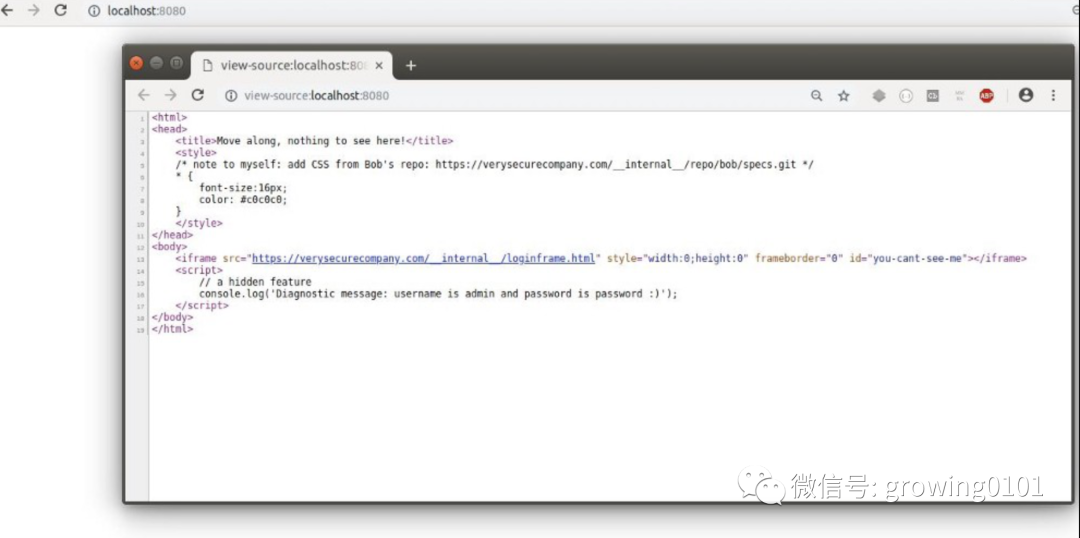 localhost:8080
view-source:localhost:808
view-source:localhost:8080
ABP
1 <html>
2 <head>
3 <title>Move along, nothing to see here!</title>
4 <style>
5 /* note to myself: add CSS from Bob's repo: https://verysecurecompany.com/__internal__/repo/bob/specs.git */
6 * {
7 font-size:16px;
8 color: #c0c0c0;
9 }
10 </style>
11 </head>
12 <body>
13 <iframe src="https://verysecurecompany.com/__internal__/loginframe.html" style="width:0;height:0" frameborder="0" id="you-cant-see-me"></iframe>
14 <script>
15 // a hidden feature
16 console.log('Diagnostic message: username is admin and password is password :)');
17 </script>
18 </body>
19 </html>
微信号: growing0101